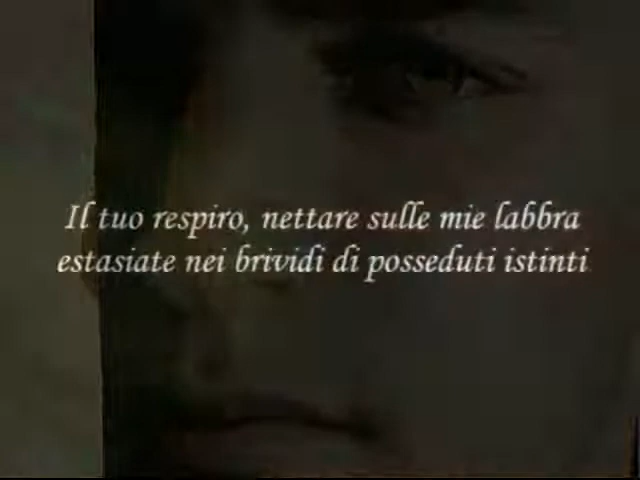 Il tuo respiro, nettare sulle mie labbra
estasiate nei brividi di posseduti istinti